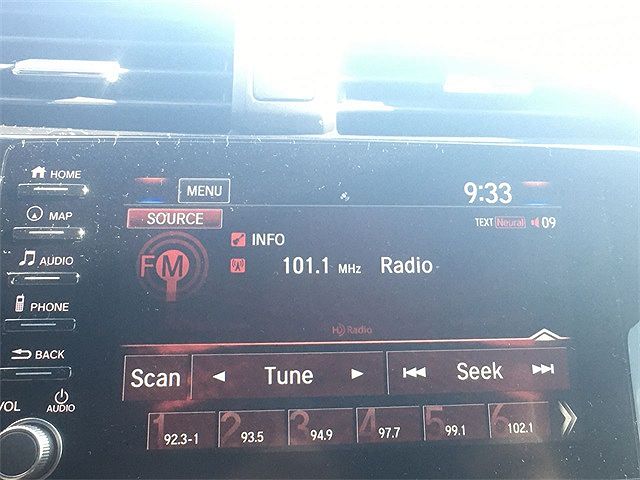 HOME
MENU
9:33
MAP
SOURCE
TEXT Neural 09
INFO
AUDIO
FM
101.1 MHz Radio
PHONE
HD Radio
BACK
Scan Tune Seek
VOL
AUDIO
1 2 3 4 5 6
92.3-1 93.5 94.9 97.7 99.1 102.1